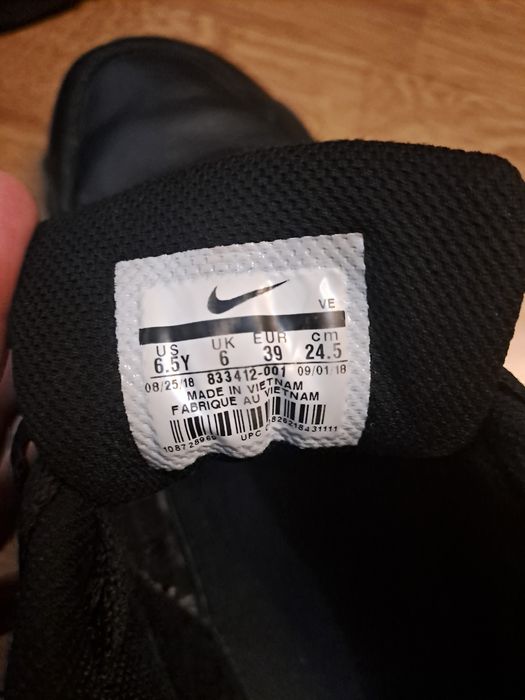 VE
US UK EUR cm
6.5Y 6 39 24.5
08/25/18 833412-001 09/01/18
MADE IN VIETNAM
FABRIQUE AU VIETNAM
UPC